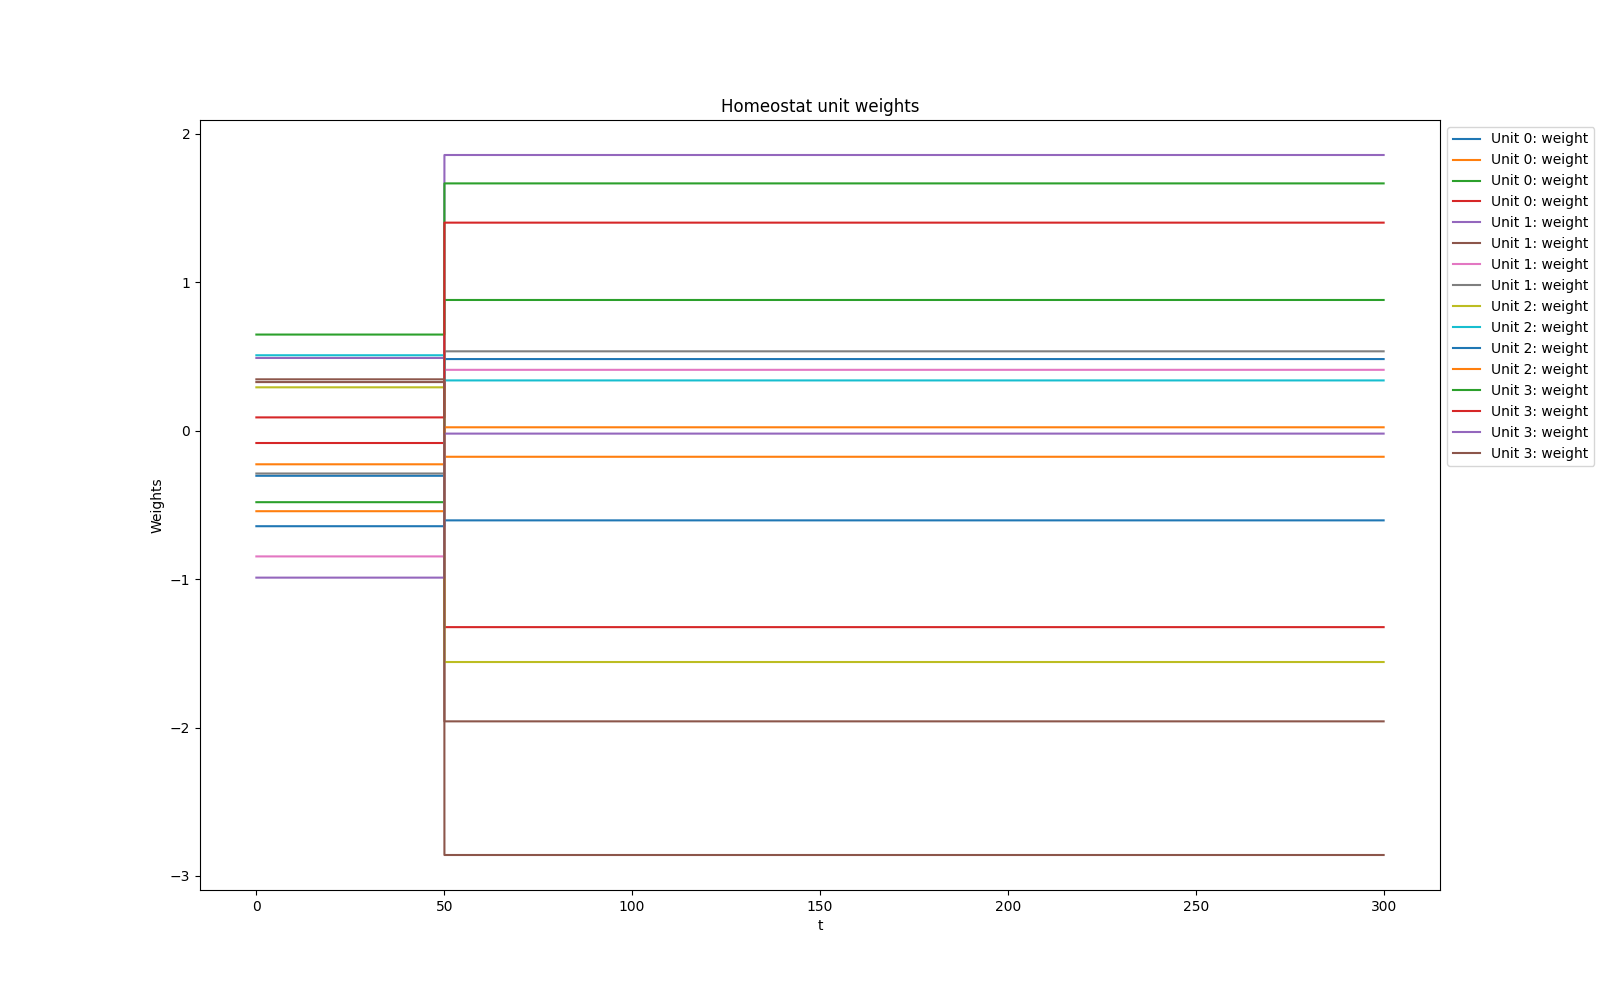 Homeostat unit weights
2
1
0
−1
−2
−3
Weights
0
50
100
150
200
250
300
t
Unit 0: weight
Unit 0: weight
Unit 0: weight
Unit 0: weight
Unit 1: weight
Unit 1: weight
Unit 1: weight
Unit 1: weight
Unit 2: weight
Unit 2: weight
Unit 2: weight
Unit 2: weight
Unit 3: weight
Unit 3: weight
Unit 3: weight
Unit 3: weight